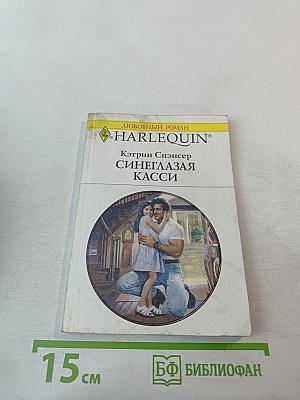 ЛЮБОВНЫЙ РОМАН
HARLEQUIN®
Кэтрин Спэнсер
СИНЕГЛАЗАЯ
КАССИ
15 см
БФ БИБЛИОФАН